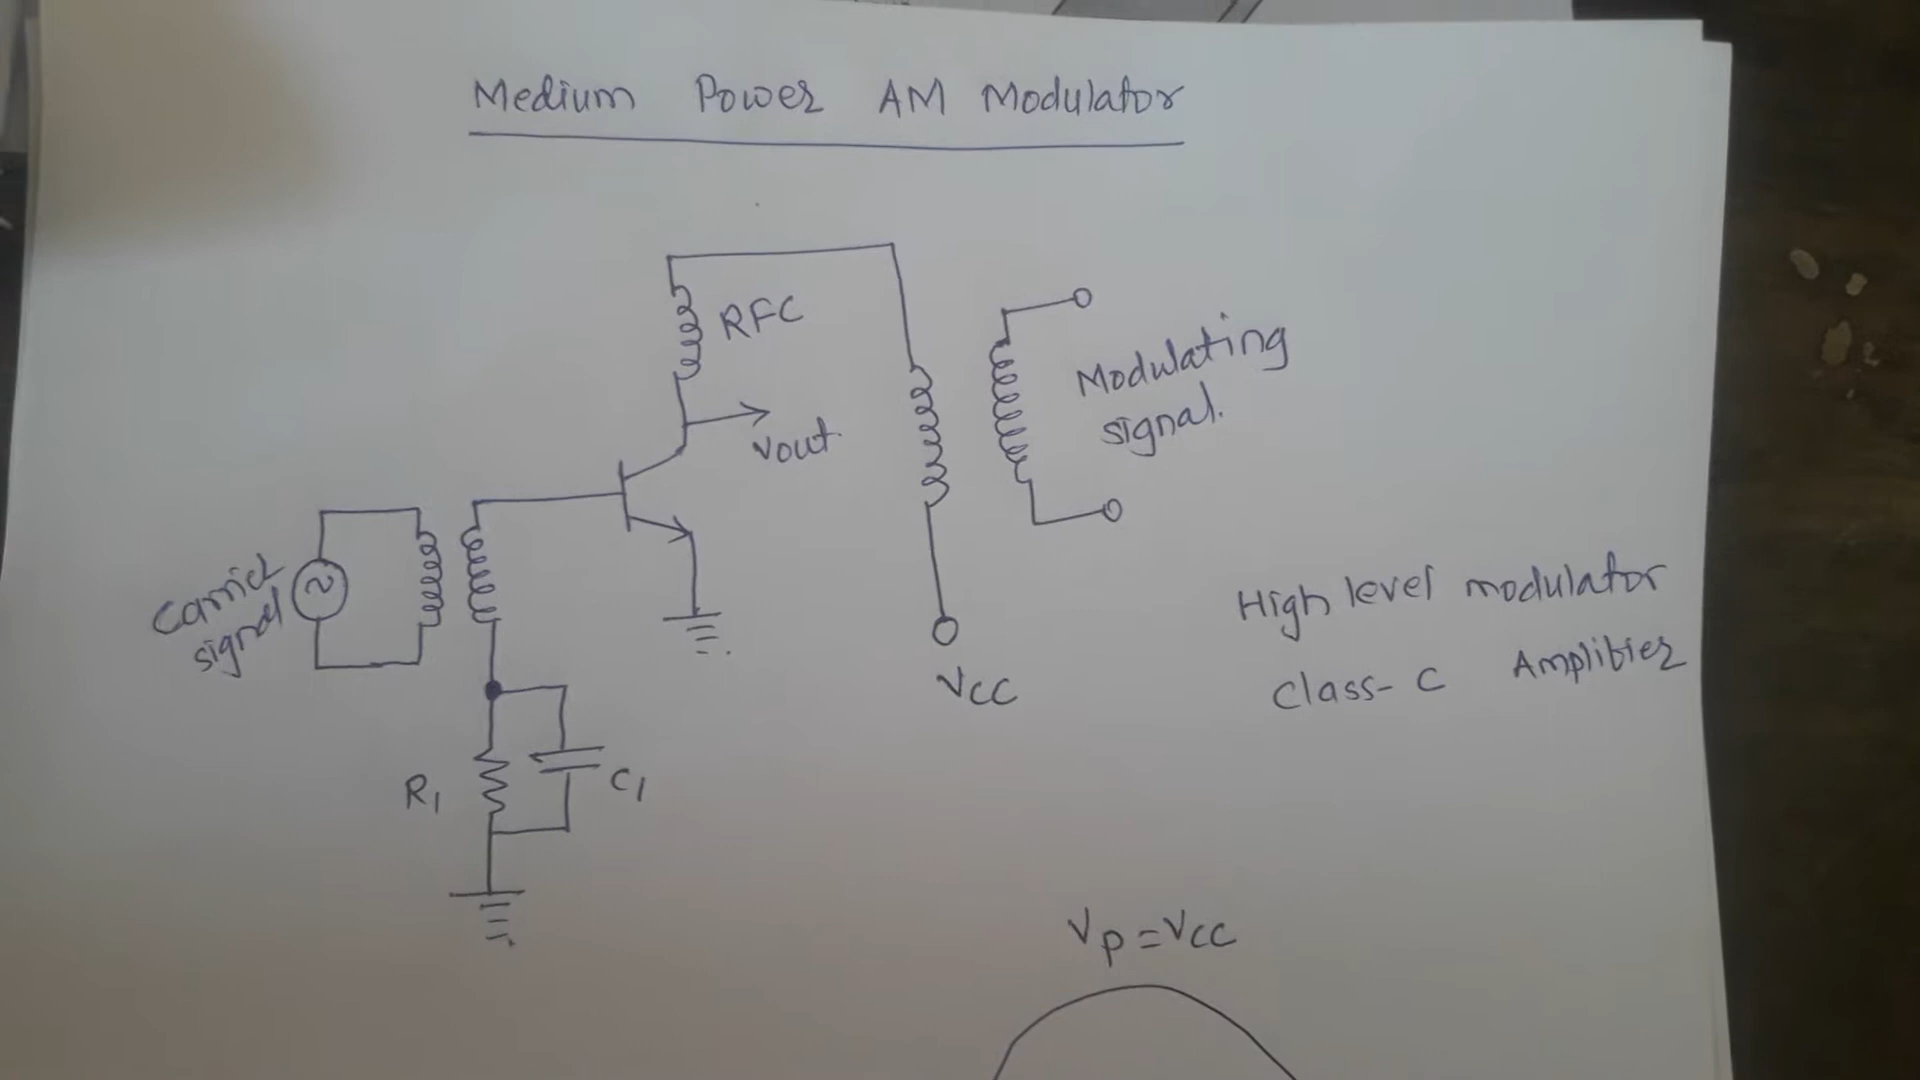 Medium Power AM Modulator
RFC
Vout.
Modulating
signal.
Carrier
signal
VCC
High level modulator
Class-C Amplifier
R1
C1
Vp=VCC